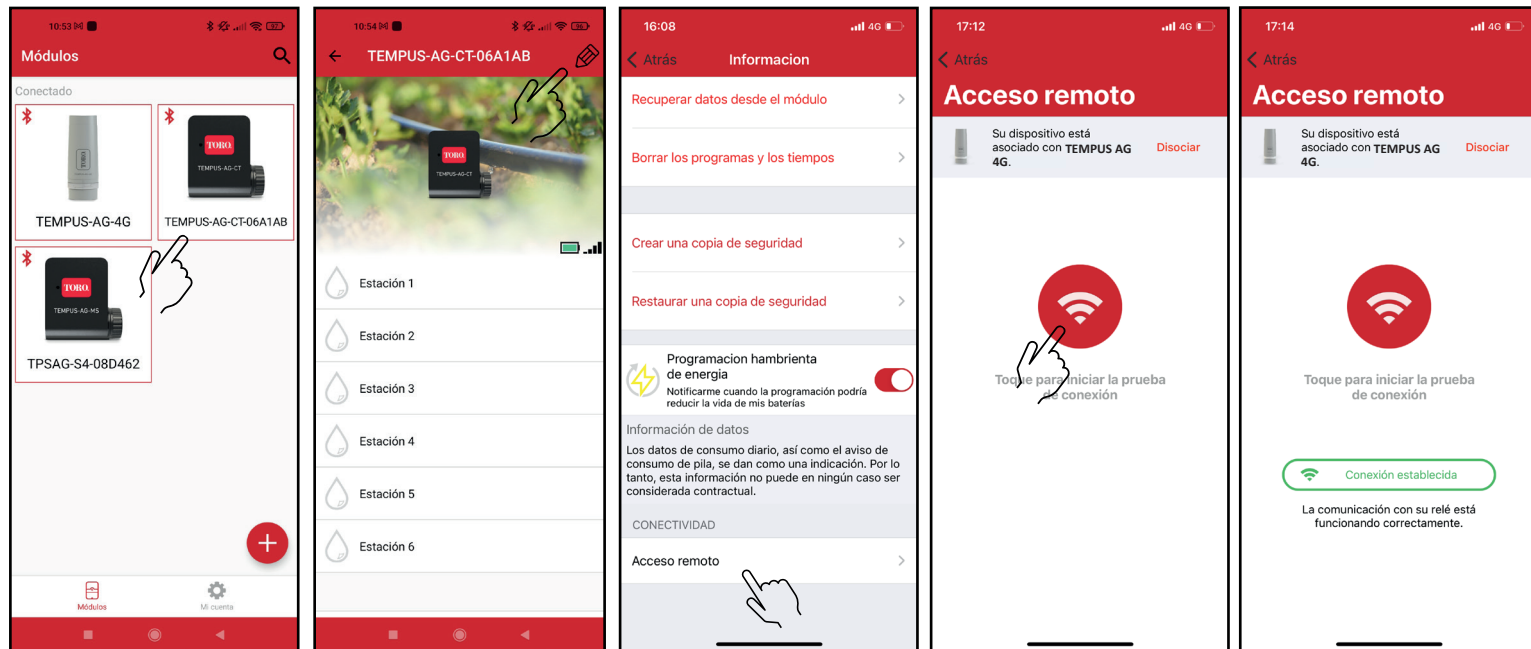 10:53
97
Módulos
Conectado
TORO
TEMPUS-AG-4G
TORO
TEMPUS-AG-CT
TEMPUS-AG-CT-06A1AB
TORO
TEMPUS-AG-MS
TPSAG-S4-08D462
Módulos
Mi cuenta
10:54
96
TEMPUS-AG-CT-06A1AB
TORO
TEMPUS-AG-CT
Estación 1
Estación 2
Estación 3
Estación 4
Estación 5
Estación 6
16:08
4G
Atrás
Informacion
Recuperar datos desde el módulo
Borrar los programas y los tiempos
Crear una copia de seguridad
Restaurar una copia de seguridad
Programacion hambrienta
de energia
Notificarme cuando la programación podría
reducir la vida de mis baterías
Información de datos
Los datos de consumo diario, así como el aviso de
consumo de pila, se dan como una indicación. Por lo
tanto, esta información no puede en ningún caso ser
considerada contractual.
CONECTIVIDAD
Acceso remoto
17:12
4G
Atrás
Acceso remoto
Su dispositivo está
asociado con TEMPUS AG
4G.
Disociar
Toque para iniciar la prueba
de conexión
17:14
4G
Atrás
Acceso remoto
Su dispositivo está
asociado con TEMPUS AG
4G.
Disociar
Toque para iniciar la prueba
de conexión
Conexión establecida
La comunicación con su relé está
funcionando correctamente.